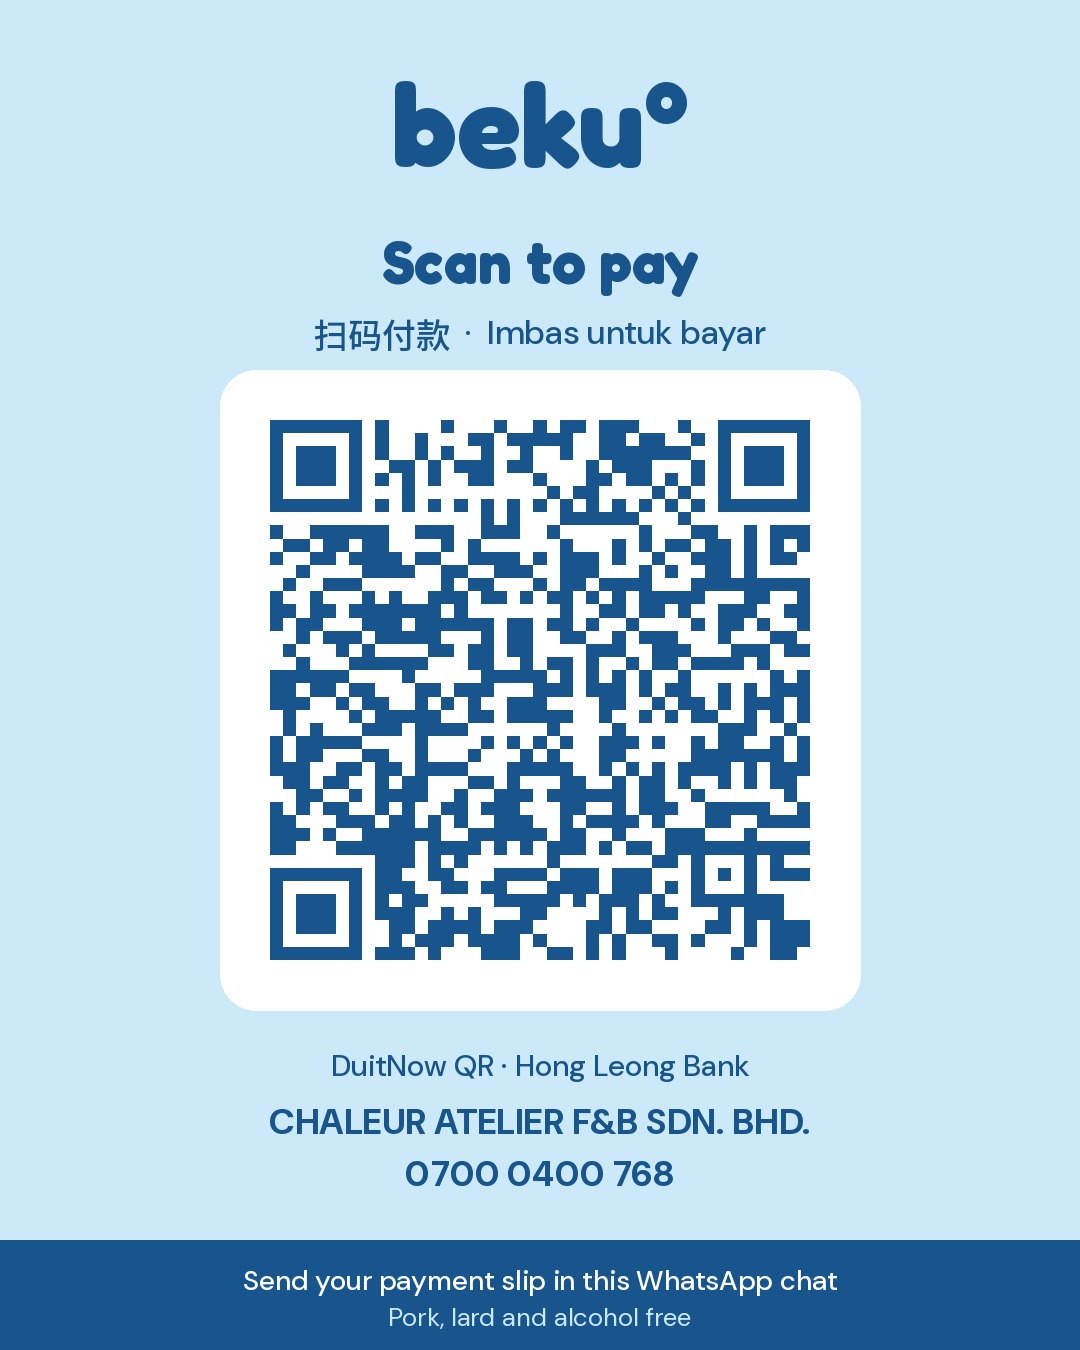 beku°
Scan to pay
扫码付款 · Imbas untuk bayar
DuitNow QR · Hong Leong Bank
CHALEUR ATELIER F&B SDN. BHD.
0700 0400 768
Send your payment slip in this WhatsApp chat
Pork, lard and alcohol free